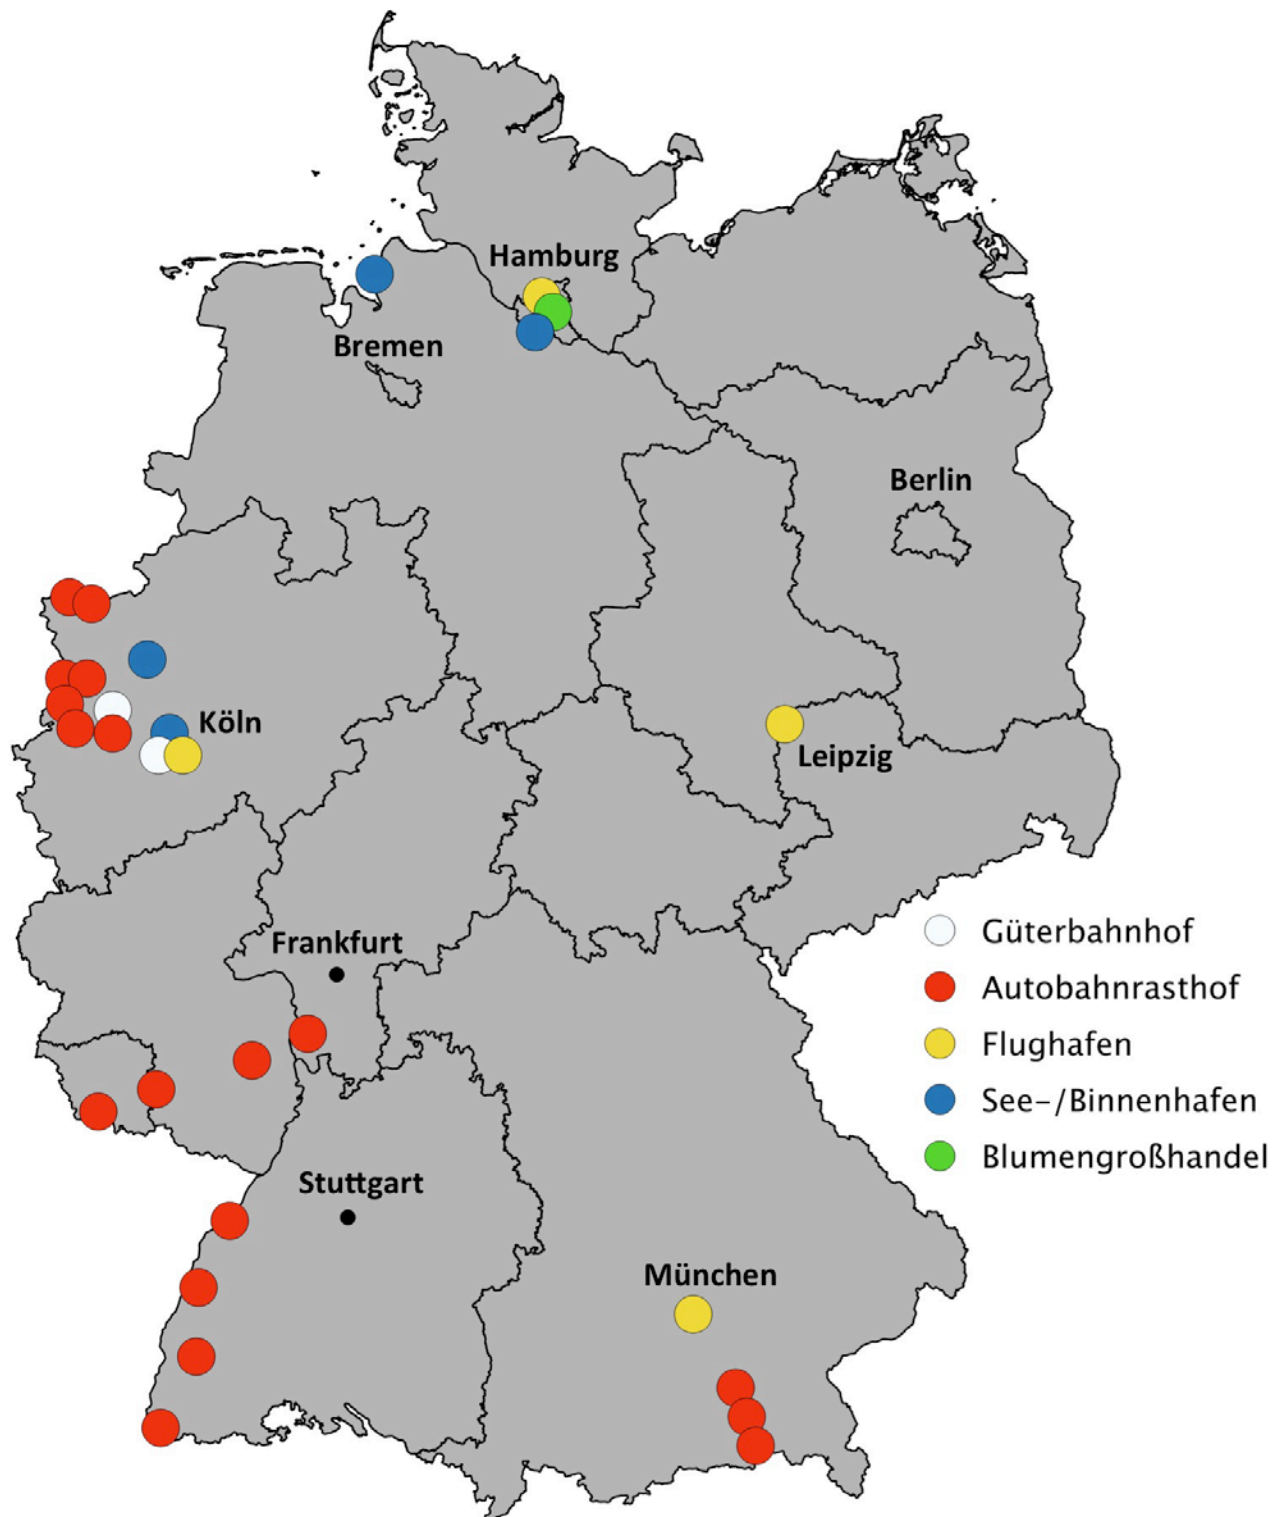 Hamburg
Bremen
Berlin
Köln
Leipzig
Frankfurt
Stuttgart
München
Güterbahnhof
Autobahnrasthof
Flughafen
See-/Binnenhafen
Blumengroßhandel